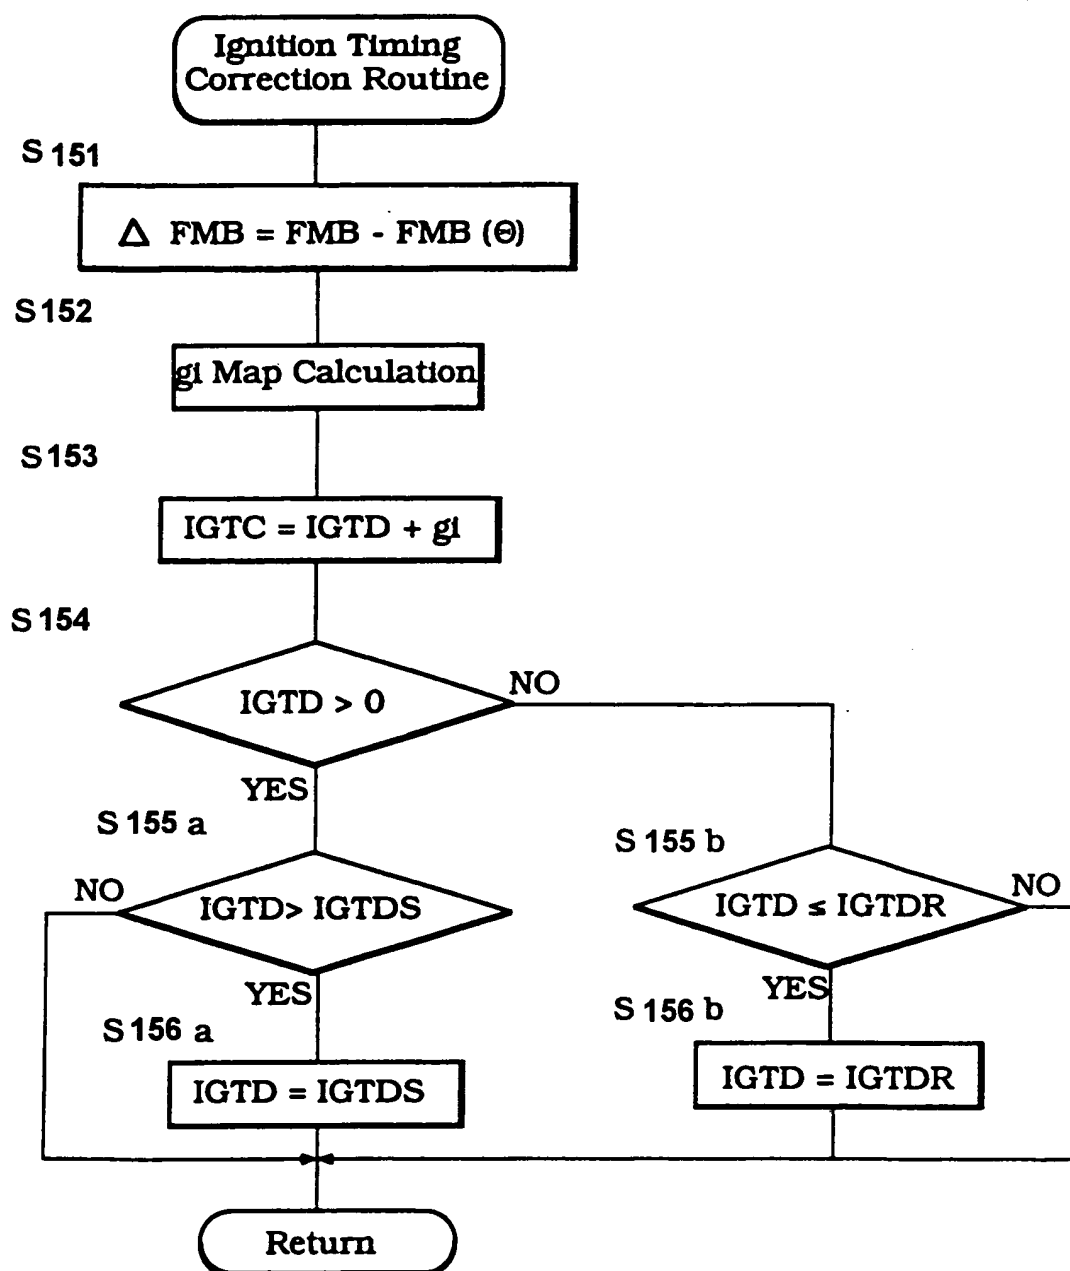 Ignition Timing
Correction Routine
S 151
Δ FMB = FMB - FMB (Θ)
S 152
gi Map Calculation
S 153
IGTC = IGTD + gi
S 154
IGTD > 0
NO
YES
S 155 a
S 155 b
NO
IGTD> IGTDS
IGTD ≤ IGTDR
NO
YES
YES
S 156 a
S 156 b
IGTD = IGTDS
IGTD = IGTDR
Return